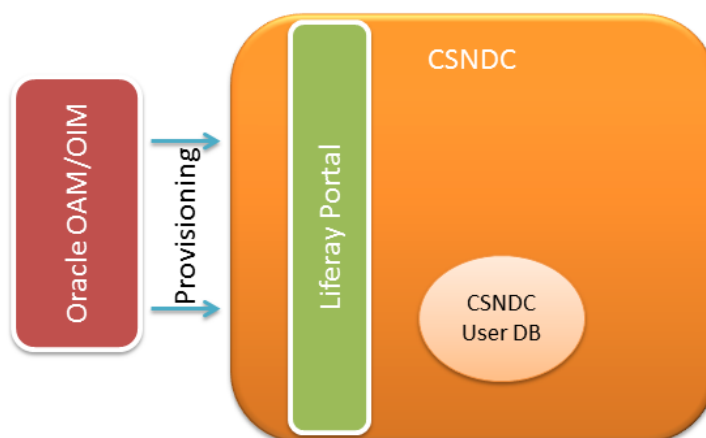 Oracle OAM/OIM
Provisioning
Liferay Portal
CSNDC
CSNDC
User DB